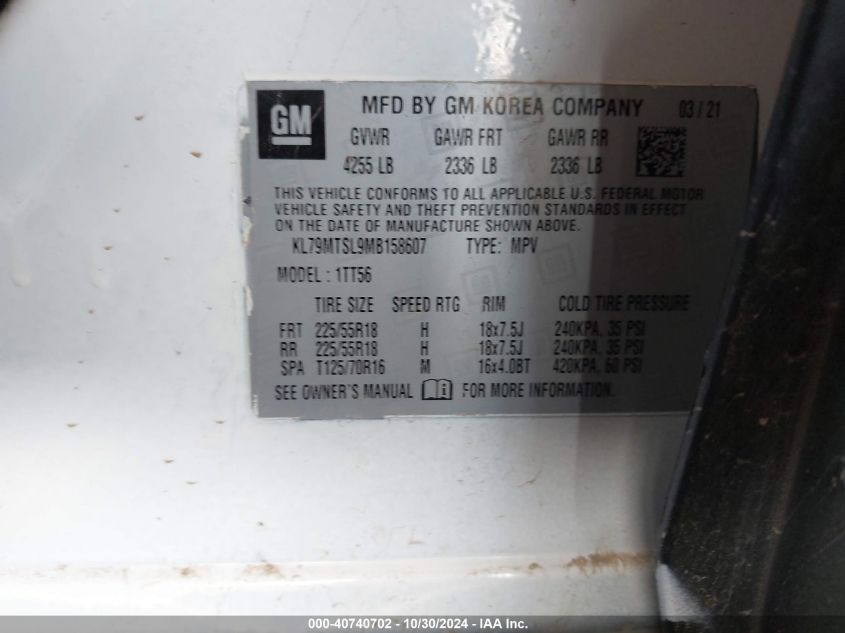 GM
MFD BY GM KOREA COMPANY 03/21
GVWR GAWR FRT GAWR RR
4255 LB 2336 LB 2336 LB
THIS VEHICLE CONFORMS TO ALL APPLICABLE U.S. FEDERAL MOTOR
VEHICLE SAFETY AND THEFT PREVENTION STANDARDS IN EFFECT
ON THE DATE OF MANUFACTURE SHOWN ABOVE.
KL79MTSL9MB158607 TYPE: MPV
MODEL: 1TT56
TIRE SIZE SPEED RTG RIM COLD TIRE PRESSURE
FRT 225/55R18 H 18x7.5J 240KPA, 35 PSI
RR 225/55R18 H 18x7.5J 240KPA, 35 PSI
SPA T125/70R16 M 16x4.0BT 420KPA, 60 PSI
SEE OWNER'S MANUAL FOR MORE INFORMATION.
000-40740702 - 10/30/2024 - IAA Inc.